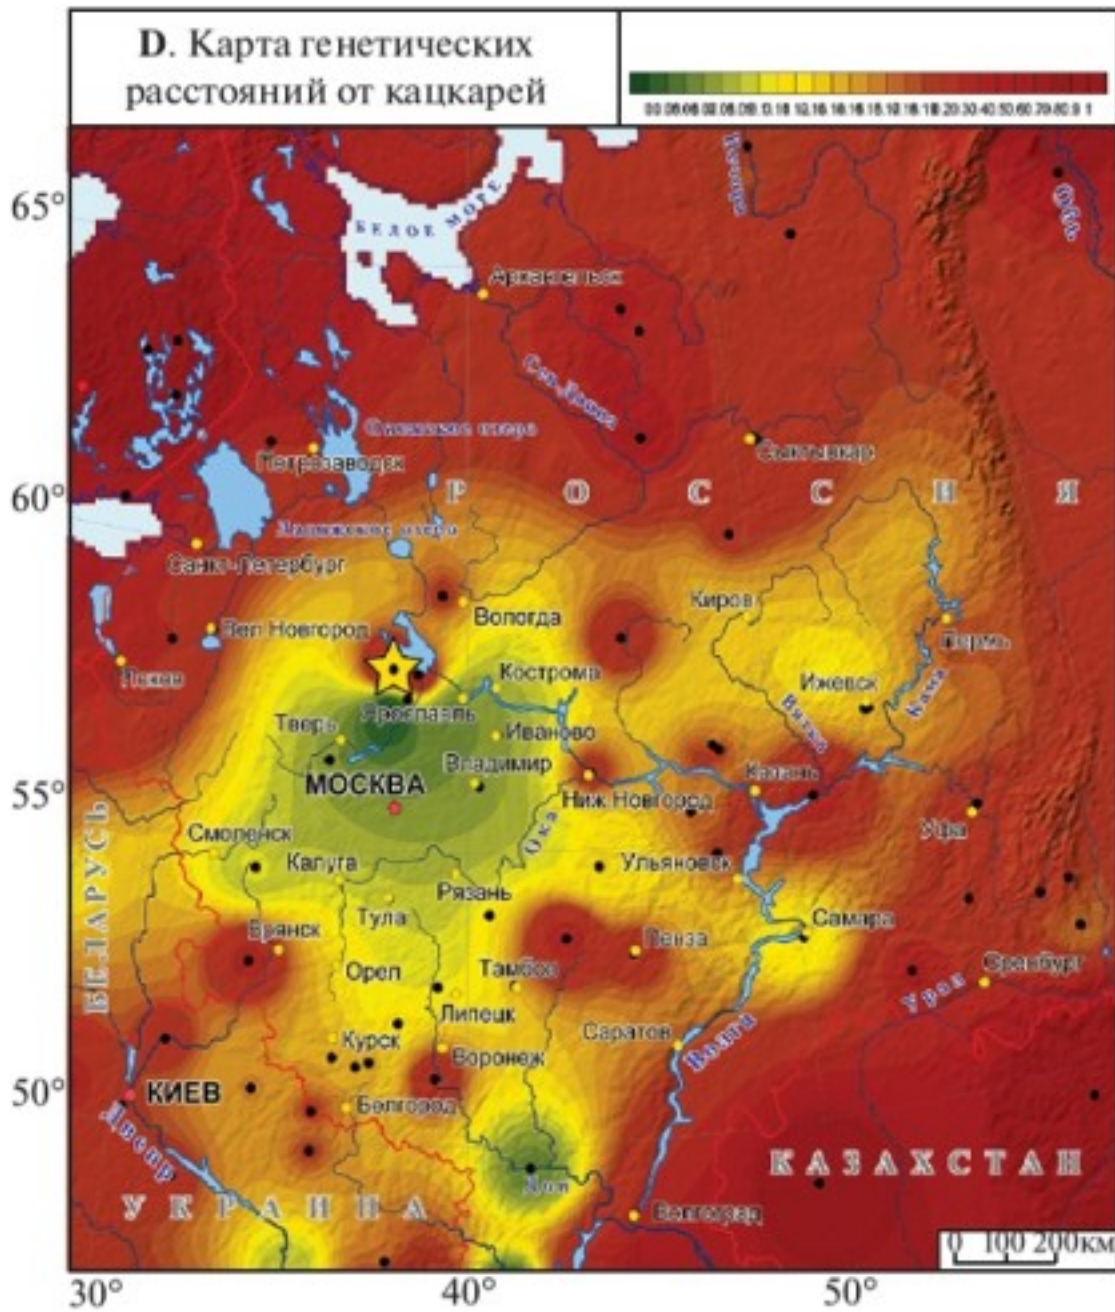 D. Карта генетических
расстояний от кацкарей
65°
60°
55°
50°
30°
40°
50°
БЕЛОЕ МОРЕ
Печора
Обь
Архангельск
Сев.Двина
Онежское озеро
Петрозаводск
Сыктывкар
РОССИЯ
Санкт-Петербург
Вел Новгород
Вологда
Киров
Пермь
Псков
Кострома
Ижевск
Кама
Вятка
Ярославль
Тверь
Иваново
МОСКВА
Владимир
Казань
Ниж Новгород
Уфа
Ока
Смоленск
Калуга
Ульяновск
Рязань
БЕЛАРУСЬ
Тула
Самара
Брянск
Пенза
Орел
Тамбов
Оренбург
Урал
Липецк
Саратов
Волга
Курск
Воронеж
КИЕВ
Белгород
Днепр
КАЗАХСТАН
Дон
УКРАИНА
Волгоград
0 100 200км